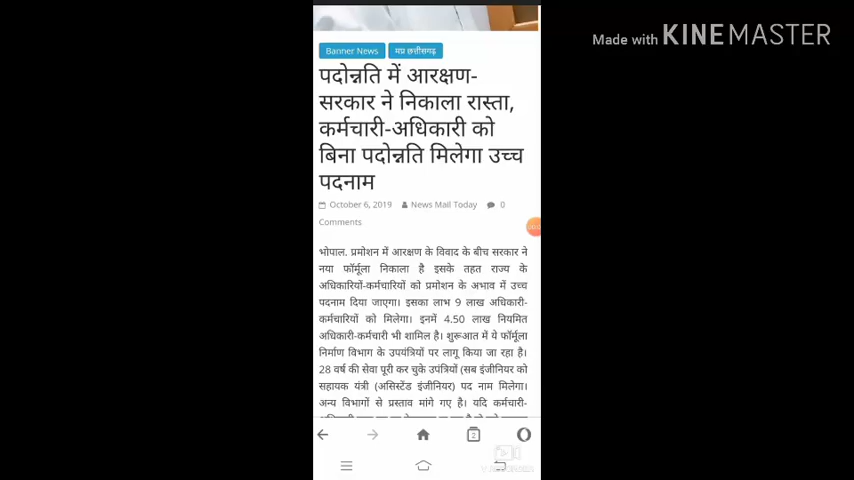 Made with KINEMASTER
Banner News मप्र छत्तीसगढ़
पदोन्नति में आरक्षण-
सरकार ने निकाला रास्ता,
कर्मचारी-अधिकारी को
बिना पदोन्नति मिलेगा उच्च
पदनाम
October 6, 2019 News Mail Today 0
Comments
भोपाल. प्रमोशन में आरक्षण के विवाद के बीच सरकार ने
नया फॉर्मूला निकाला है इसके तहत राज्य के
अधिकारियों-कर्मचारियों को प्रमोशन के अभाव में उच्च
पदनाम दिया जाएगा। इसका लाभ 9 लाख अधिकारी-
कर्मचारियों को मिलेगा। इनमें 4.50 लाख नियमित
अधिकारी-कर्मचारी भी शामिल है। शुरूआत में ये फॉर्मूला
निर्माण विभाग के उपयंत्रियों पर लागू किया जा रहा है।
28 वर्ष की सेवा पूरी कर चुके उपंत्रियों (सब इंजीनियर को
सहायक यंत्री (असिस्टेंड इंजीनियर) पद नाम मिलेगा।
अन्य विभागों से प्रस्ताव मांगे गए है। यदि कर्मचारी-
2